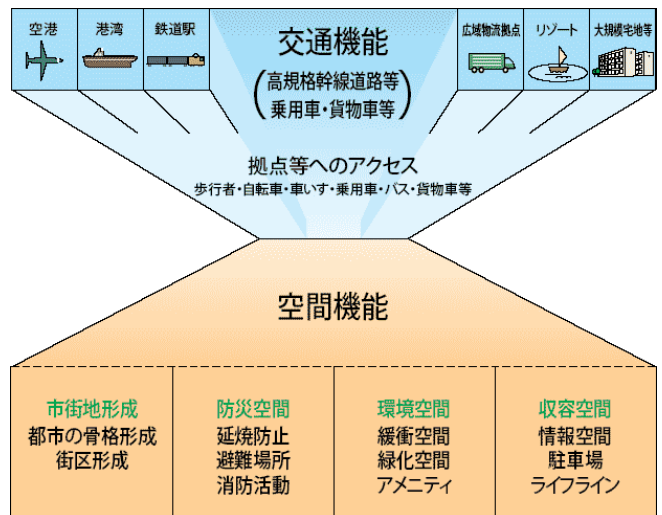 空港
港湾
鉄道駅
交通機能
(高規格幹線道路等
乗用車・貨物車等)
広域物流拠点
リゾート
大規模宅地等
拠点等へのアクセス
歩行者・自転車・車いす・乗用車・バス・貨物車等
空間機能
市街地形成
都市の骨格形成
街区形成
防災空間
延焼防止
避難場所
消防活動
環境空間
緩衝空間
緑化空間
アメニティ
収容空間
情報空間
駐車場
ライフライン